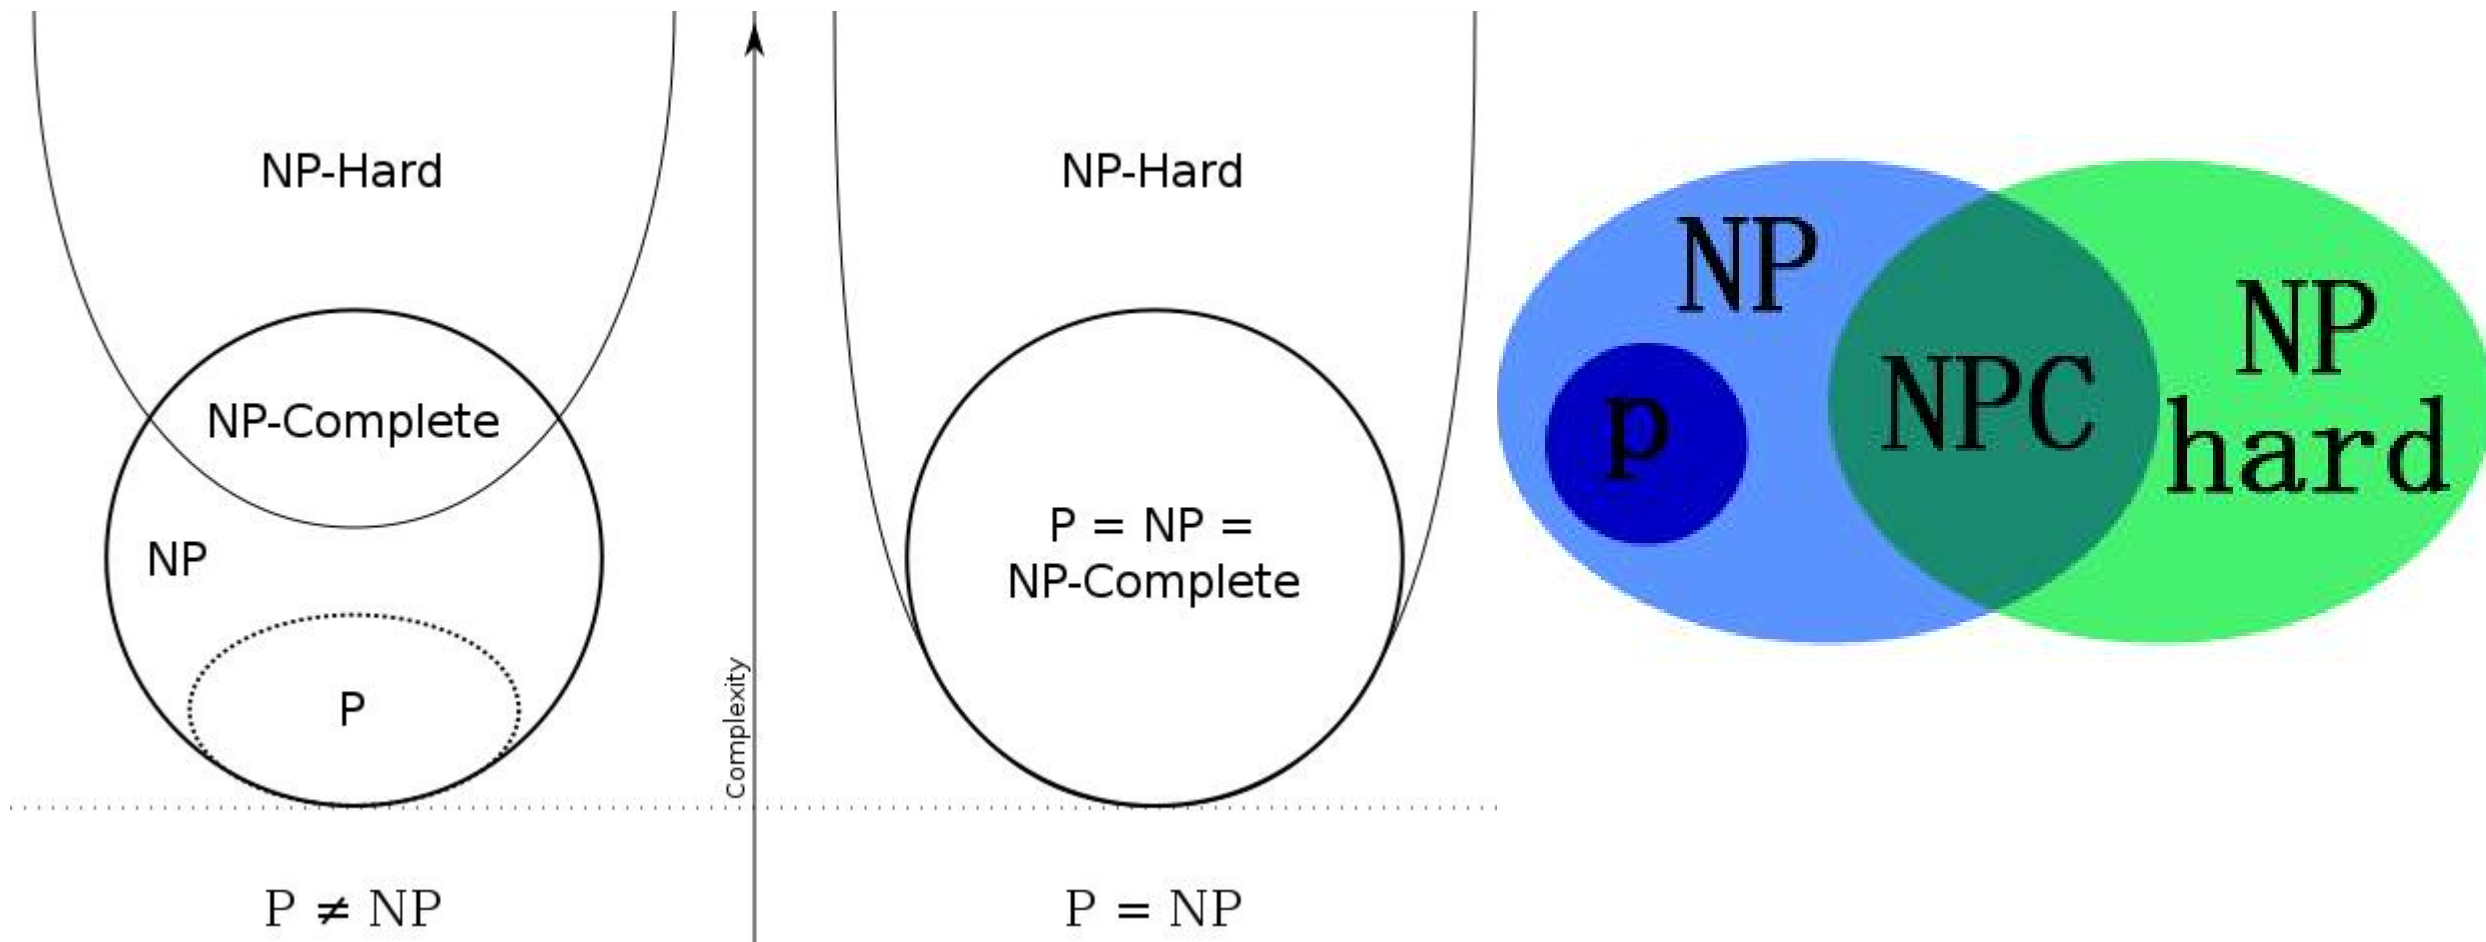 NP-Hard
NP-Complete
NP
P
P ≠ NP
Complexity
NP-Hard
P = NP =
NP-Complete
P = NP
NP
p
NPC
NP
hard